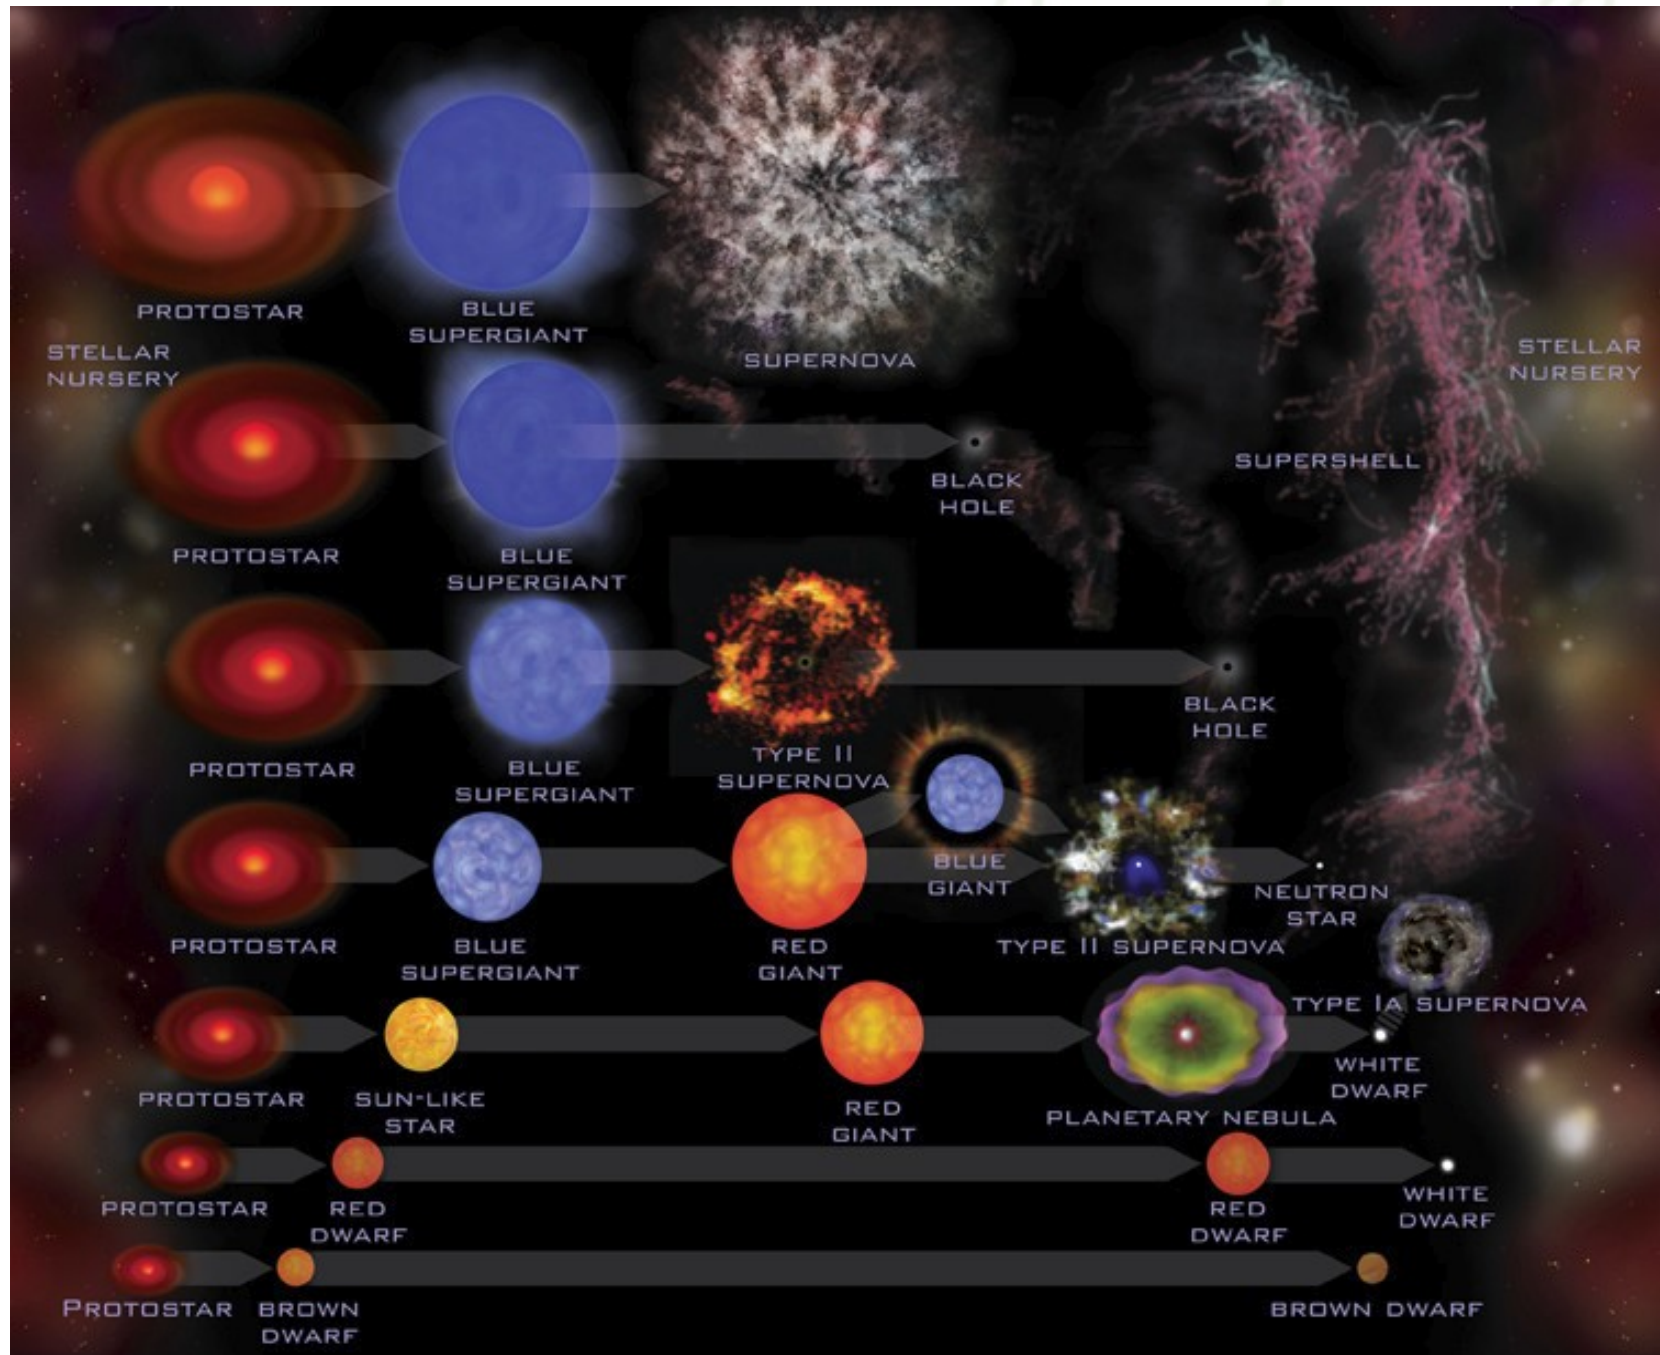 PROTOSTAR
BLUE
SUPERGIANT
SUPERNOVA
STELLAR
NURSERY
STELLAR
NURSERY
PROTOSTAR
BLUE
SUPERGIANT
BLACK
HOLE
SUPERSHELL
PROTOSTAR
BLUE
SUPERGIANT
TYPE II
SUPERNOVA
BLACK
HOLE
PROTOSTAR
BLUE
SUPERGIANT
RED
GIANT
BLUE
GIANT
TYPE II SUPERNOVA
NEUTRON
STAR
PROTOSTAR
SUN-LIKE
STAR
RED
GIANT
PLANETARY NEBULA
TYPE IA SUPERNOVA
WHITE
DWARF
PROTOSTAR
RED
DWARF
RED
DWARF
WHITE
DWARF
PROTOSTAR
BROWN
DWARF
BROWN DWARF